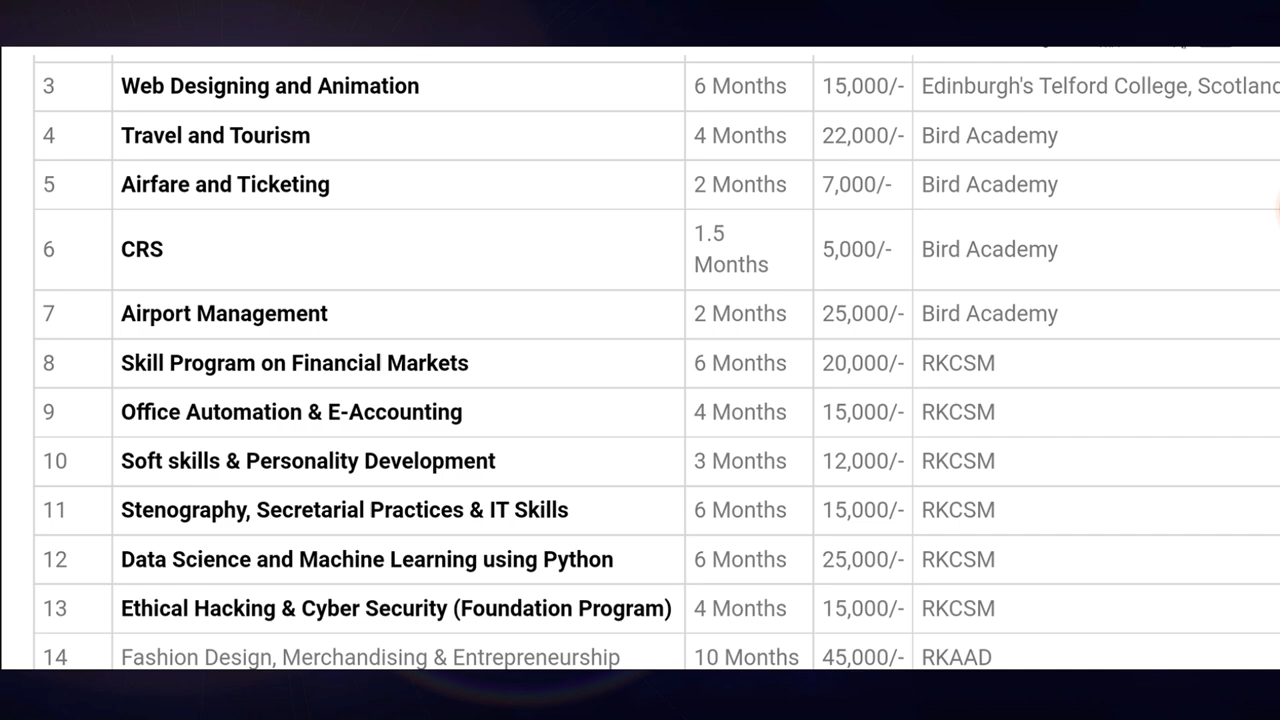 3 Web Designing and Animation 6 Months 15,000/- Edinburgh's Telford College, Scotland
4 Travel and Tourism 4 Months 22,000/- Bird Academy
5 Airfare and Ticketing 2 Months 7,000/- Bird Academy
6 CRS 1.5 Months 5,000/- Bird Academy
7 Airport Management 2 Months 25,000/- Bird Academy
8 Skill Program on Financial Markets 6 Months 20,000/- RKCSM
9 Office Automation & E-Accounting 4 Months 15,000/- RKCSM
10 Soft skills & Personality Development 3 Months 12,000/- RKCSM
11 Stenography, Secretarial Practices & IT Skills 6 Months 15,000/- RKCSM
12 Data Science and Machine Learning using Python 6 Months 25,000/- RKCSM
13 Ethical Hacking & Cyber Security (Foundation Program) 4 Months 15,000/- RKCSM
14 Fashion Design, Merchandising & Entrepreneurship 10 Months 45,000/- RKAAD